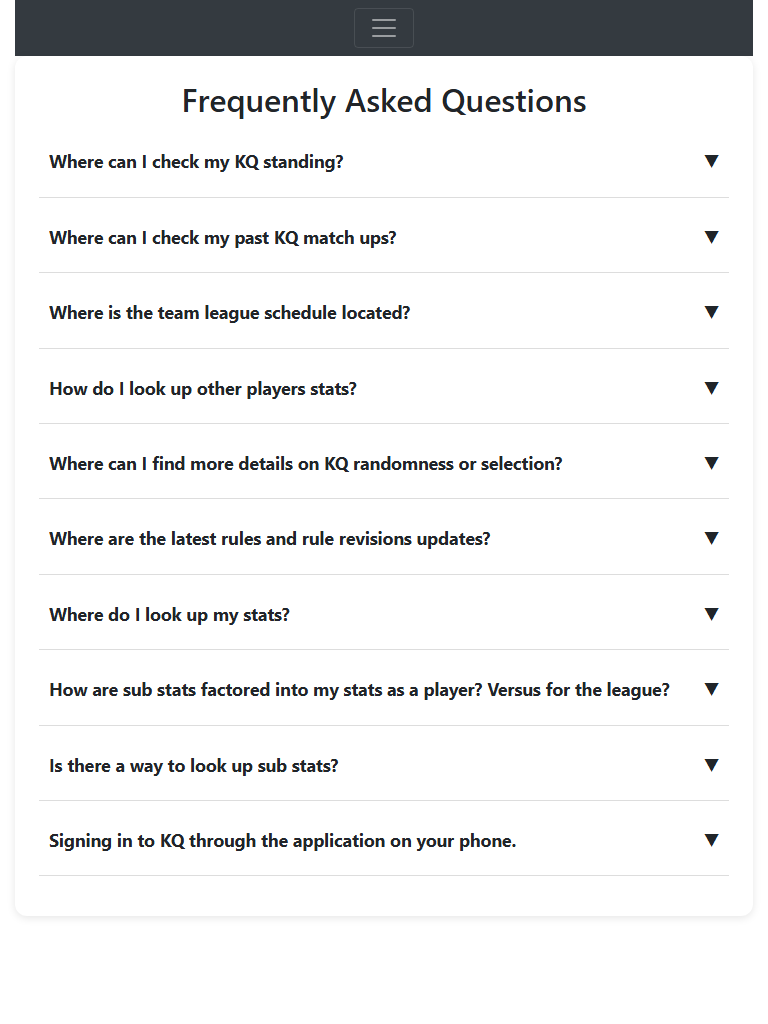 Frequently Asked Questions
Where can I check my KQ standing? ▼
Where can I check my past KQ match ups? ▼
Where is the team league schedule located? ▼
How do I look up other players stats? ▼
Where can I find more details on KQ randomness or selection? ▼
Where are the latest rules and rule revisions updates? ▼
Where do I look up my stats? ▼
How are sub stats factored into my stats as a player? Versus for the league? ▼
Is there a way to look up sub stats? ▼
Signing in to KQ through the application on your phone. ▼